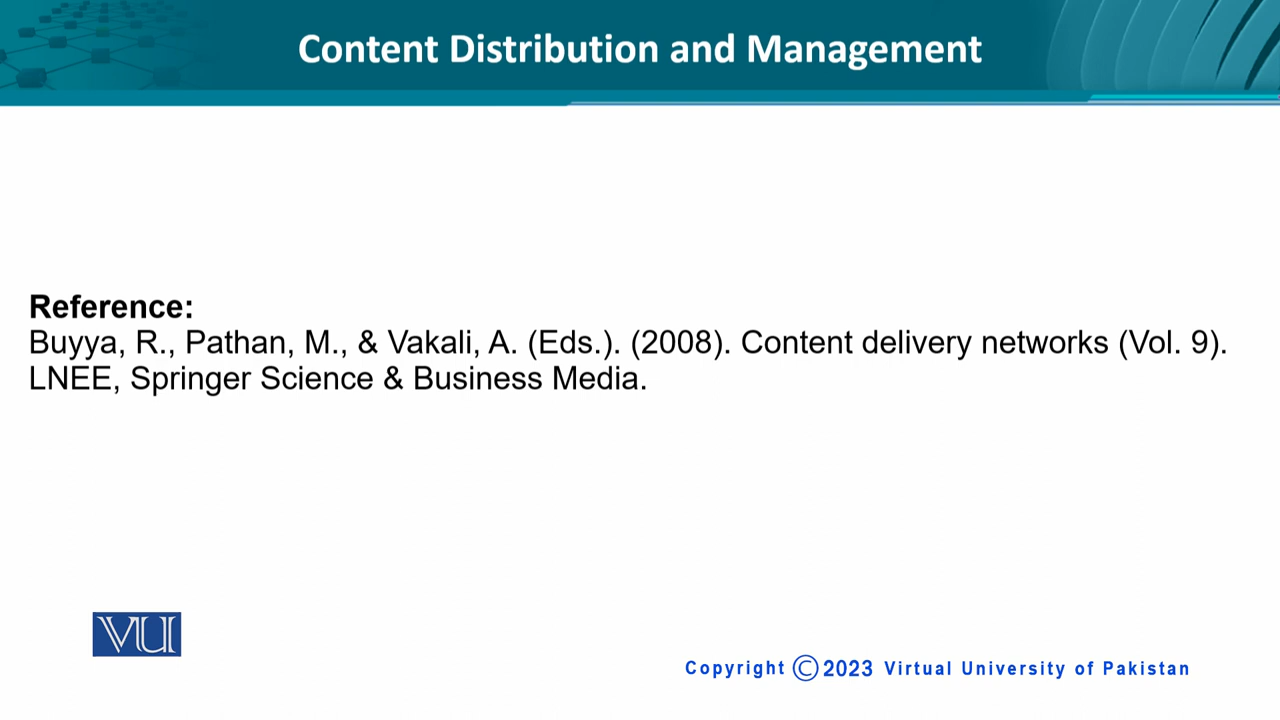 Content Distribution and Management
Reference:
Buyya, R., Pathan, M., & Vakali, A. (Eds.). (2008). Content delivery networks (Vol. 9).
LNEE, Springer Science & Business Media.
VU
Copyright ©2023 Virtual University of Pakistan